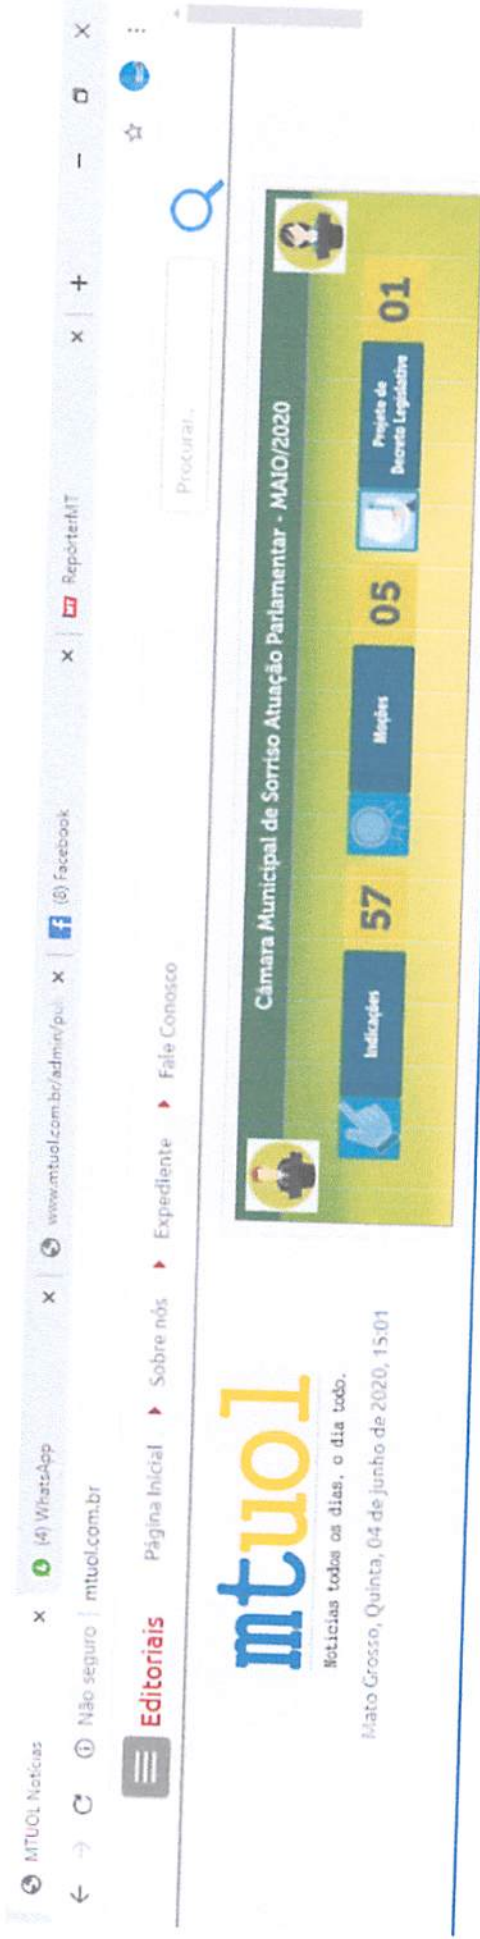 MTUOL Notícias
(4) WhatsApp
www.mtuol.com.br/admin/pu
(8) Facebook
RepórterMT
Não seguro | mtuol.com.br
Editoriais
Página Inicial
Sobre nós
Expediente
Fale Conosco
Procurar..
mtuol
Notícias todos os dias, o dia todo.
Mato Grosso, Quinta, 04 de junho de 2020, 15:01
Câmara Municipal de Sorriso Atuação Parlamentar - MAIO/2020
Indicações
57
Moções
05
Projeto de
Decreto Legislativo
01